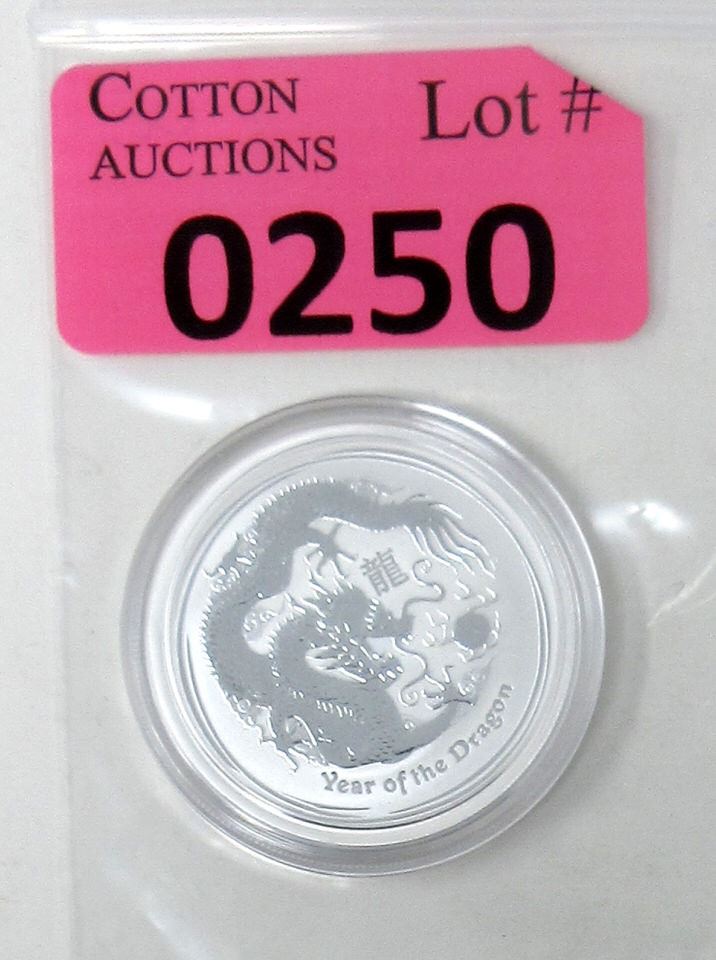 COTTON
AUCTIONS
Lot #
0250
龍
Year of the Dragon